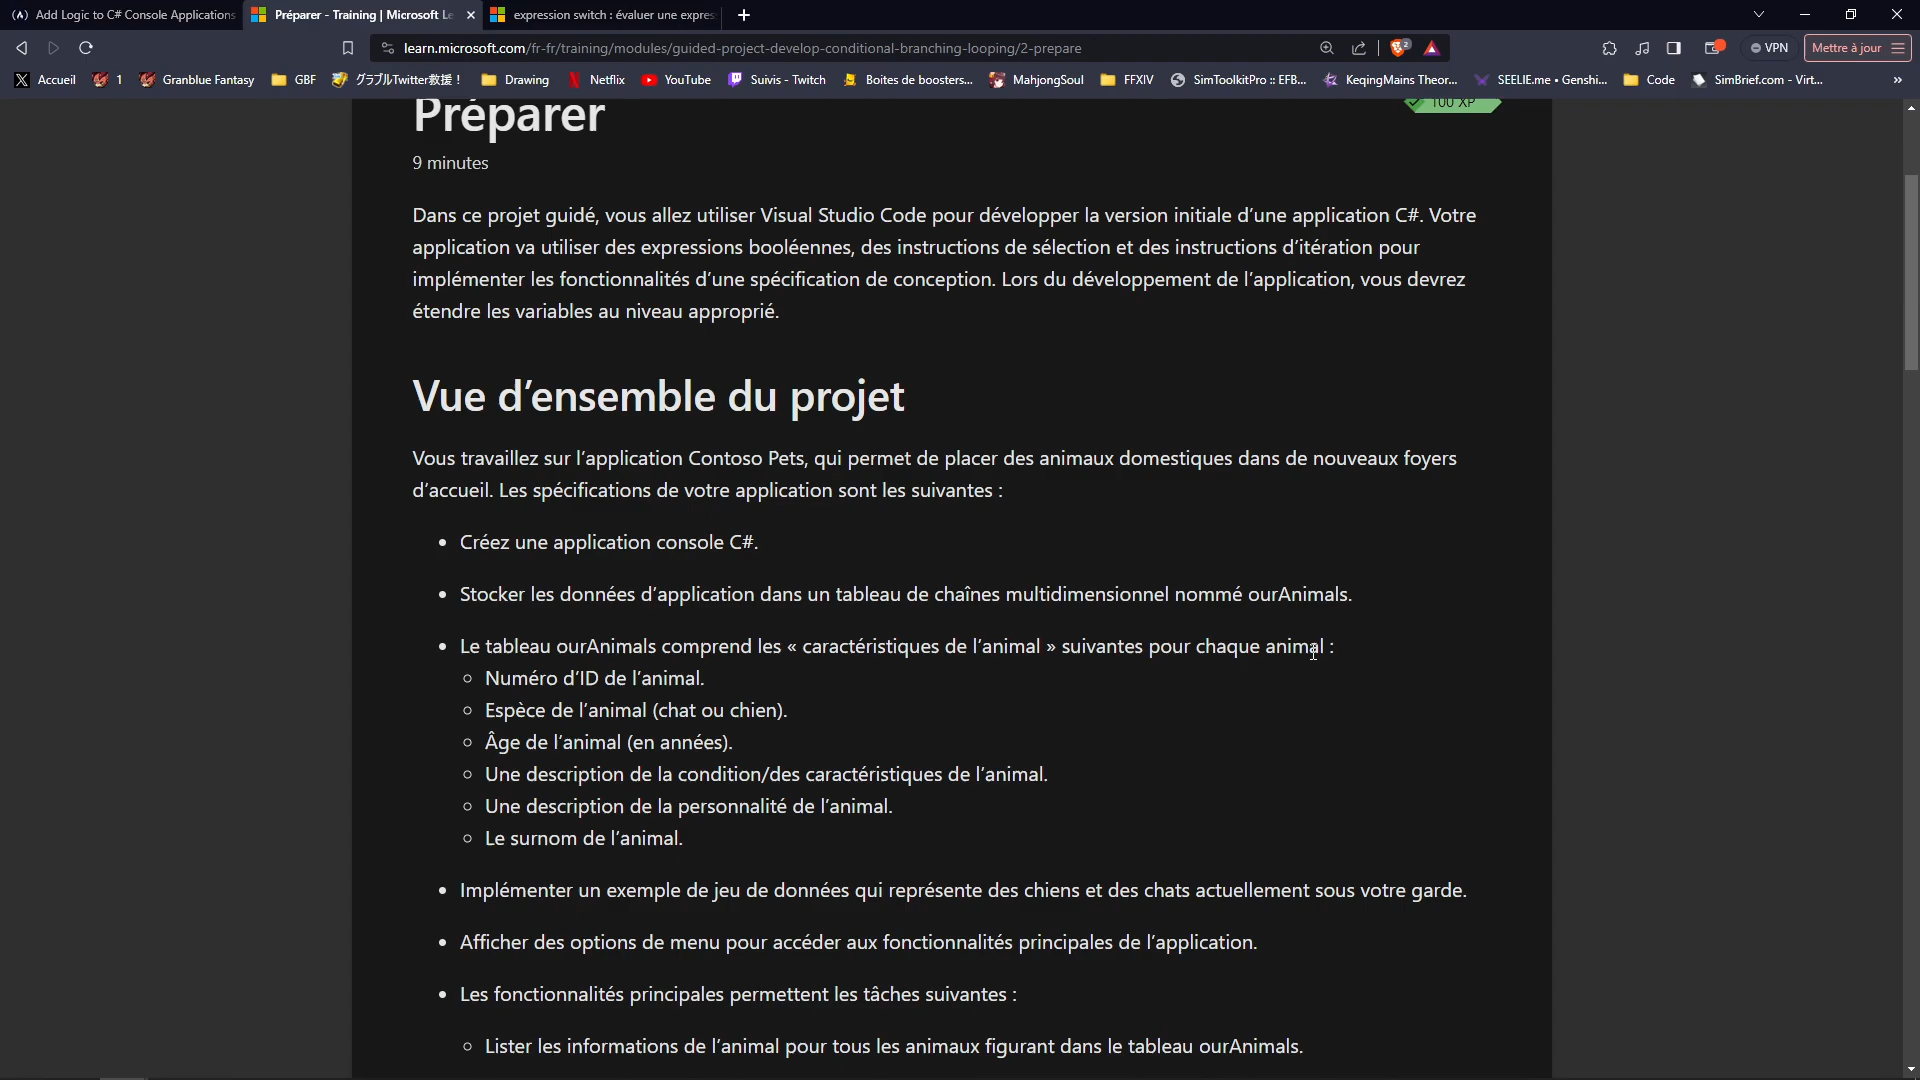 Add Logic to C# Console Applications
Préparer - Training | Microsoft Le
expression switch : évaluer une expres
learn.microsoft.com/fr-fr/training/modules/guided-project-develop-conditional-branching-looping/2-prepare
2
VPN
Mettre à jour
Accueil
1
Granblue Fantasy
GBF
グラブルTwitter救援！
Drawing
Netflix
YouTube
Suivis - Twitch
Boites de boosters...
MahjongSoul
FFXIV
SimToolkitPro :: EFB...
KeqingMains Theor...
SEELIE.me • Genshi...
Code
SimBrief.com - Virt...
»
Préparer
100 XP
9 minutes
Dans ce projet guidé, vous allez utiliser Visual Studio Code pour développer la version initiale d’une application C#. Votre
application va utiliser des expressions booléennes, des instructions de sélection et des instructions d’itération pour
implémenter les fonctionnalités d’une spécification de conception. Lors du développement de l’application, vous devrez
étendre les variables au niveau approprié.
Vue d’ensemble du projet
Vous travaillez sur l’application Contoso Pets, qui permet de placer des animaux domestiques dans de nouveaux foyers
d’accueil. Les spécifications de votre application sont les suivantes :
• Créez une application console C#.
• Stocker les données d’application dans un tableau de chaînes multidimensionnel nommé ourAnimals.
• Le tableau ourAnimals comprend les « caractéristiques de l’animal » suivantes pour chaque animal :
○ Numéro d’ID de l’animal.
○ Espèce de l’animal (chat ou chien).
○ Âge de l’animal (en années).
○ Une description de la condition/des caractéristiques de l’animal.
○ Une description de la personnalité de l’animal.
○ Le surnom de l’animal.
• Implémenter un exemple de jeu de données qui représente des chiens et des chats actuellement sous votre garde.
• Afficher des options de menu pour accéder aux fonctionnalités principales de l’application.
• Les fonctionnalités principales permettent les tâches suivantes :
○ Lister les informations de l’animal pour tous les animaux figurant dans le tableau ourAnimals.